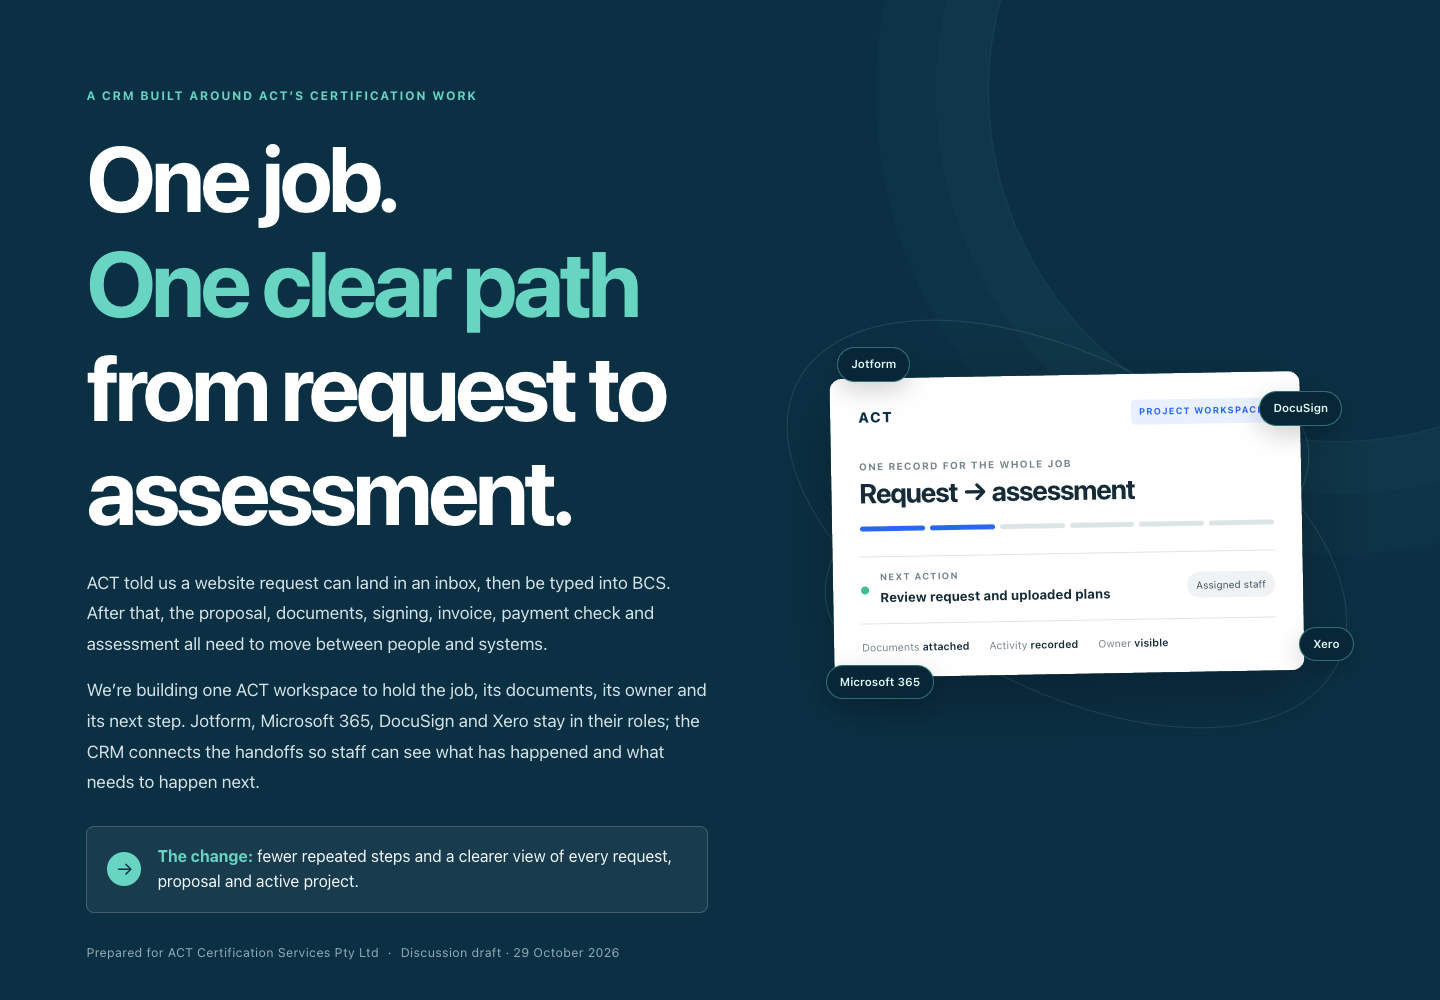 A CRM BUILT AROUND ACT’S CERTIFICATION WORK
One job.
One clear path
from request to
assessment.
ACT told us a website request can land in an inbox, then be typed into BCS.
After that, the proposal, documents, signing, invoice, payment check and
assessment all need to move between people and systems.
We’re building one ACT workspace to hold the job, its documents, its owner and
its next step. Jotform, Microsoft 365, DocuSign and Xero stay in their roles; the
CRM connects the handoffs so staff can see what has happened and what
needs to happen next.
→ The change: fewer repeated steps and a clearer view of every request,
proposal and active project.
Prepared for ACT Certification Services Pty Ltd · Discussion draft · 29 October 2026
Jotform
ACT
PROJECT WORKSPACE
DocuSign
ONE RECORD FOR THE WHOLE JOB
Request → assessment
NEXT ACTION
Review request and uploaded plans
Assigned staff
Documents attached Activity recorded Owner visible
Xero
Microsoft 365